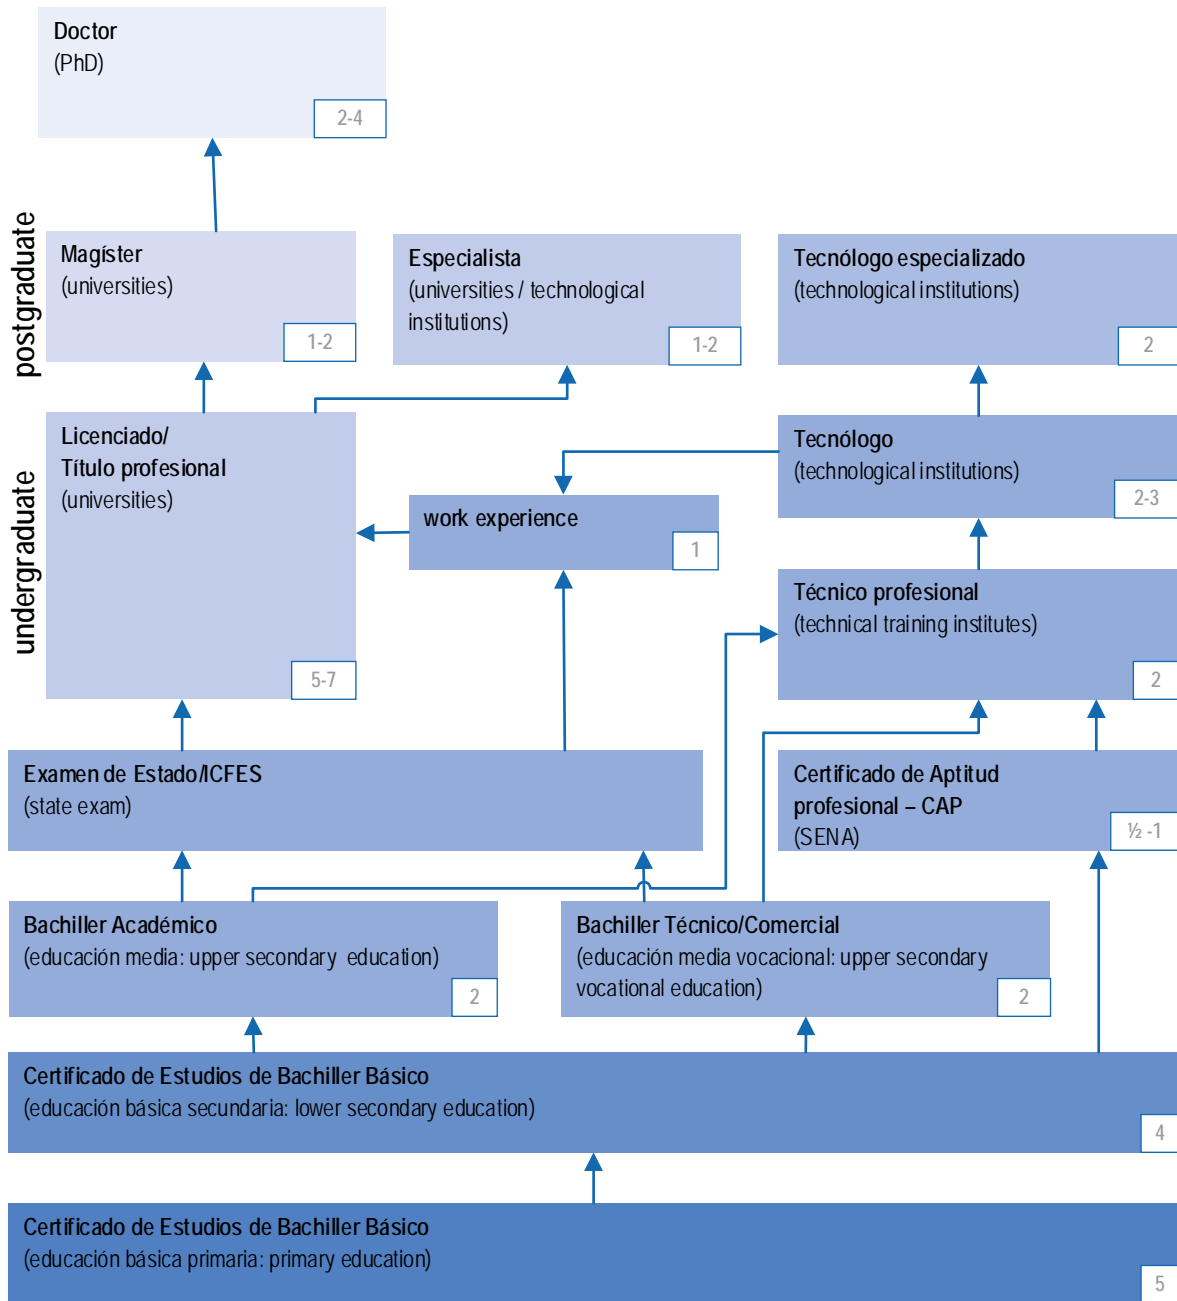 Doctor
(PhD)
2-4
postgraduate
Magíster
(universities)
1-2
Especialista
(universities / technological
institutions)
1-2
Tecnólogo especializado
(technological institutions)
2
undergraduate
Licenciado/
Título profesional
(universities)
5-7
work experience
1
Tecnólogo
(technological institutions)
2-3
Técnico profesional
(technical training institutes)
2
Examen de Estado/ICFES
(state exam)
Certificado de Aptitud
profesional – CAP
(SENA)
½ -1
Bachiller Académico
(educación media: upper secondary education)
2
Bachiller Técnico/Comercial
(educación media vocacional: upper secondary
vocational education)
2
Certificado de Estudios de Bachiller Básico
(educación básica secundaria: lower secondary education)
4
Certificado de Estudios de Bachiller Básico
(educación básica primaria: primary education)
5